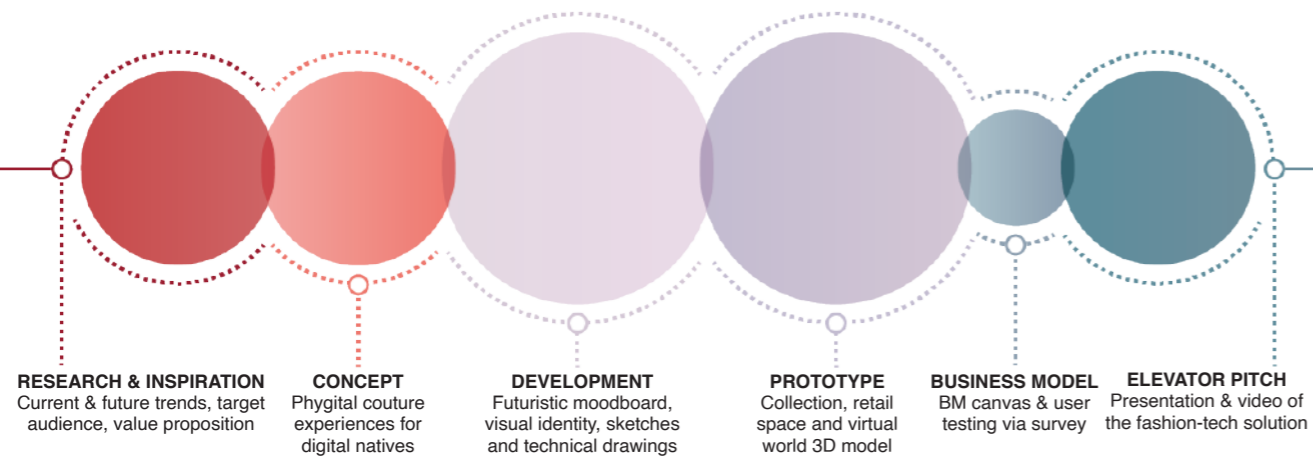 RESEARCH & INSPIRATION
Current & future trends, target
audience, value proposition
CONCEPT
Phygital couture
experiences for
digital natives
DEVELOPMENT
Futuristic moodboard,
visual identity, sketches
and technical drawings
PROTOTYPE
Collection, retail
space and virtual
world 3D model
BUSINESS MODEL
BM canvas & user
testing via survey
ELEVATOR PITCH
Presentation & video of
the fashion-tech solution